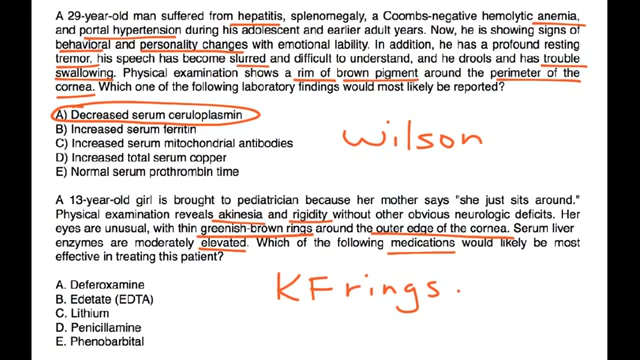 A 29-year-old man suffered from hepatitis, splenomegaly, a Coombs-negative hemolytic anemia,
and portal hypertension during his adolescent and earlier adult years. Now, he is showing signs of
behavioral and personality changes with emotional lability. In addition, he has a profound resting
tremor, his speech has become slurred and difficult to understand, and he drools and has trouble
swallowing. Physical examination shows a rim of brown pigment around the perimeter of the
cornea. Which one of the following laboratory findings would most likely be reported?
A) Decreased serum ceruloplasmin
B) Increased serum ferritin
C) Increased serum mitochondrial antibodies
D) Increased total serum copper
E) Normal serum prothrombin time
Wilson
A 13-year-old girl is brought to pediatrician because her mother says "she just sits around."
Physical examination reveals akinesia and rigidity without other obvious neurologic deficits. Her
eyes are unusual, with thin greenish-brown rings around the outer edge of the cornea. Serum liver
enzymes are moderately elevated. Which of the following medications would likely be most
effective in treating this patient?
A. Deferoxamine
B. Edetate (EDTA)
C. Lithium
D. Penicillamine
E. Phenobarbital
KF rings.